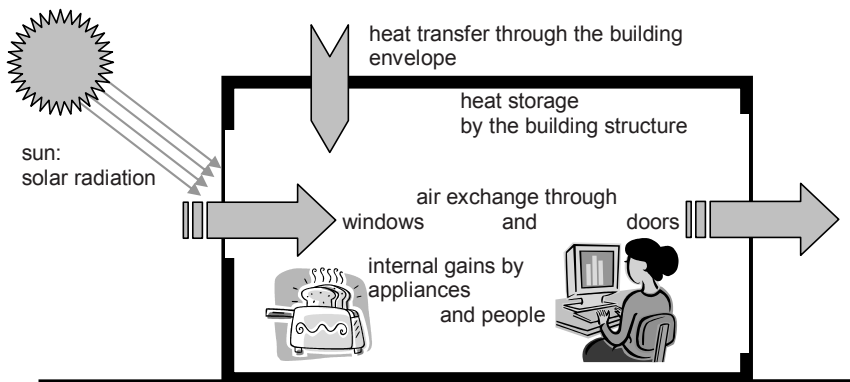 heat transfer through the building
envelope
heat storage
by the building structure
sun:
solar radiation
air exchange through
windows and doors
internal gains by
appliances
and people